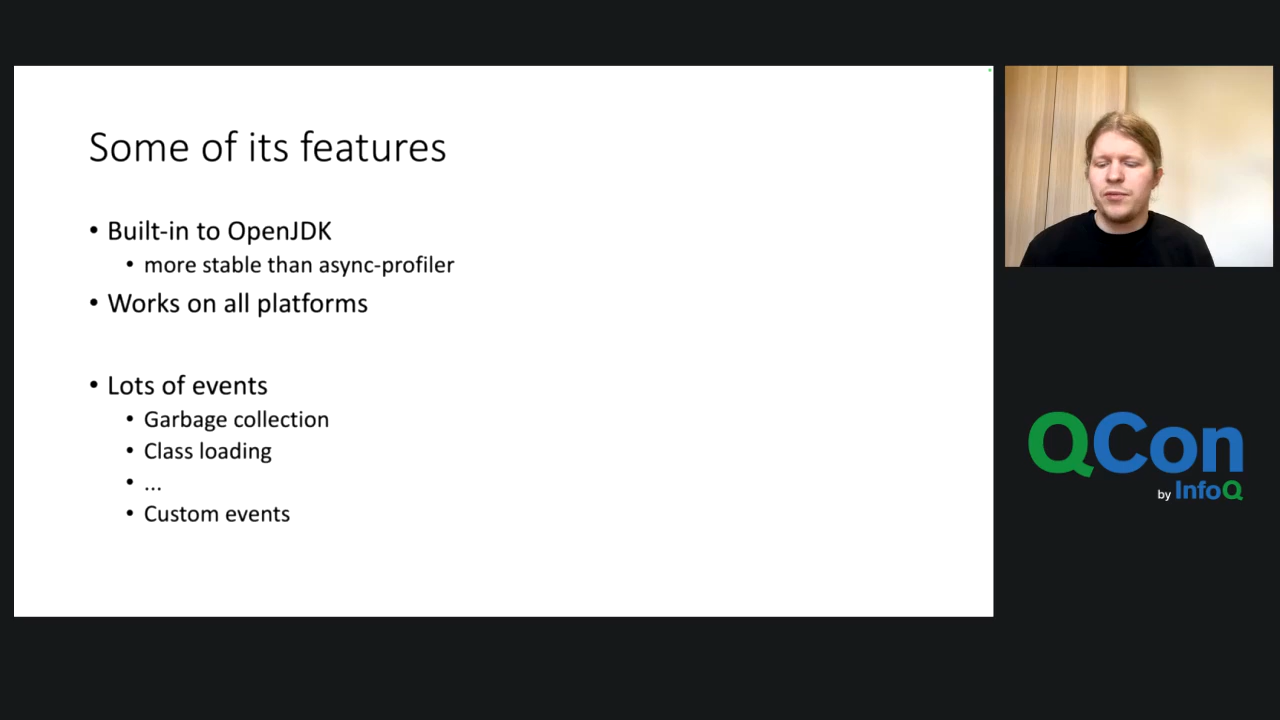 Some of its features
• Built-in to OpenJDK
• more stable than async-profiler
• Works on all platforms
• Lots of events
• Garbage collection
• Class loading
• ...
• Custom events
QCon
by InfoQ